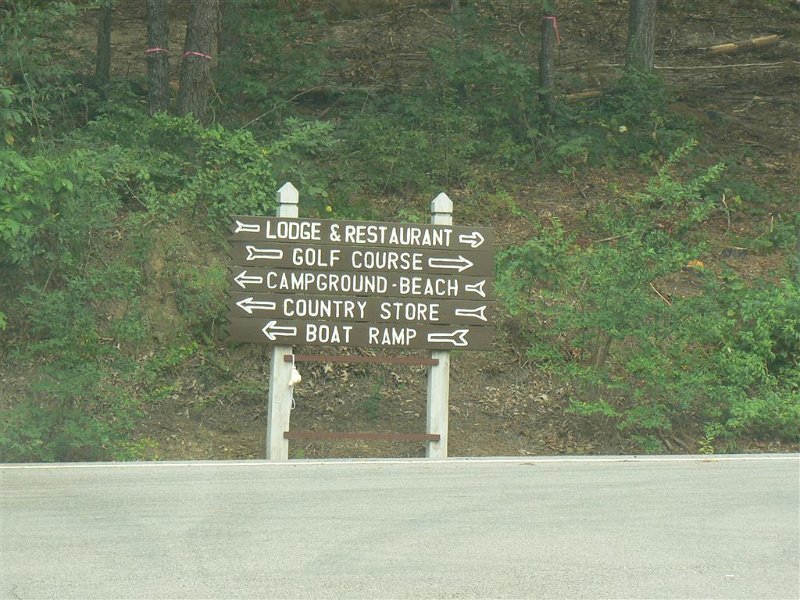 LODGE & RESTAURANT
GOLF COURSE
CAMPGROUND - BEACH
COUNTRY STORE
BOAT RAMP